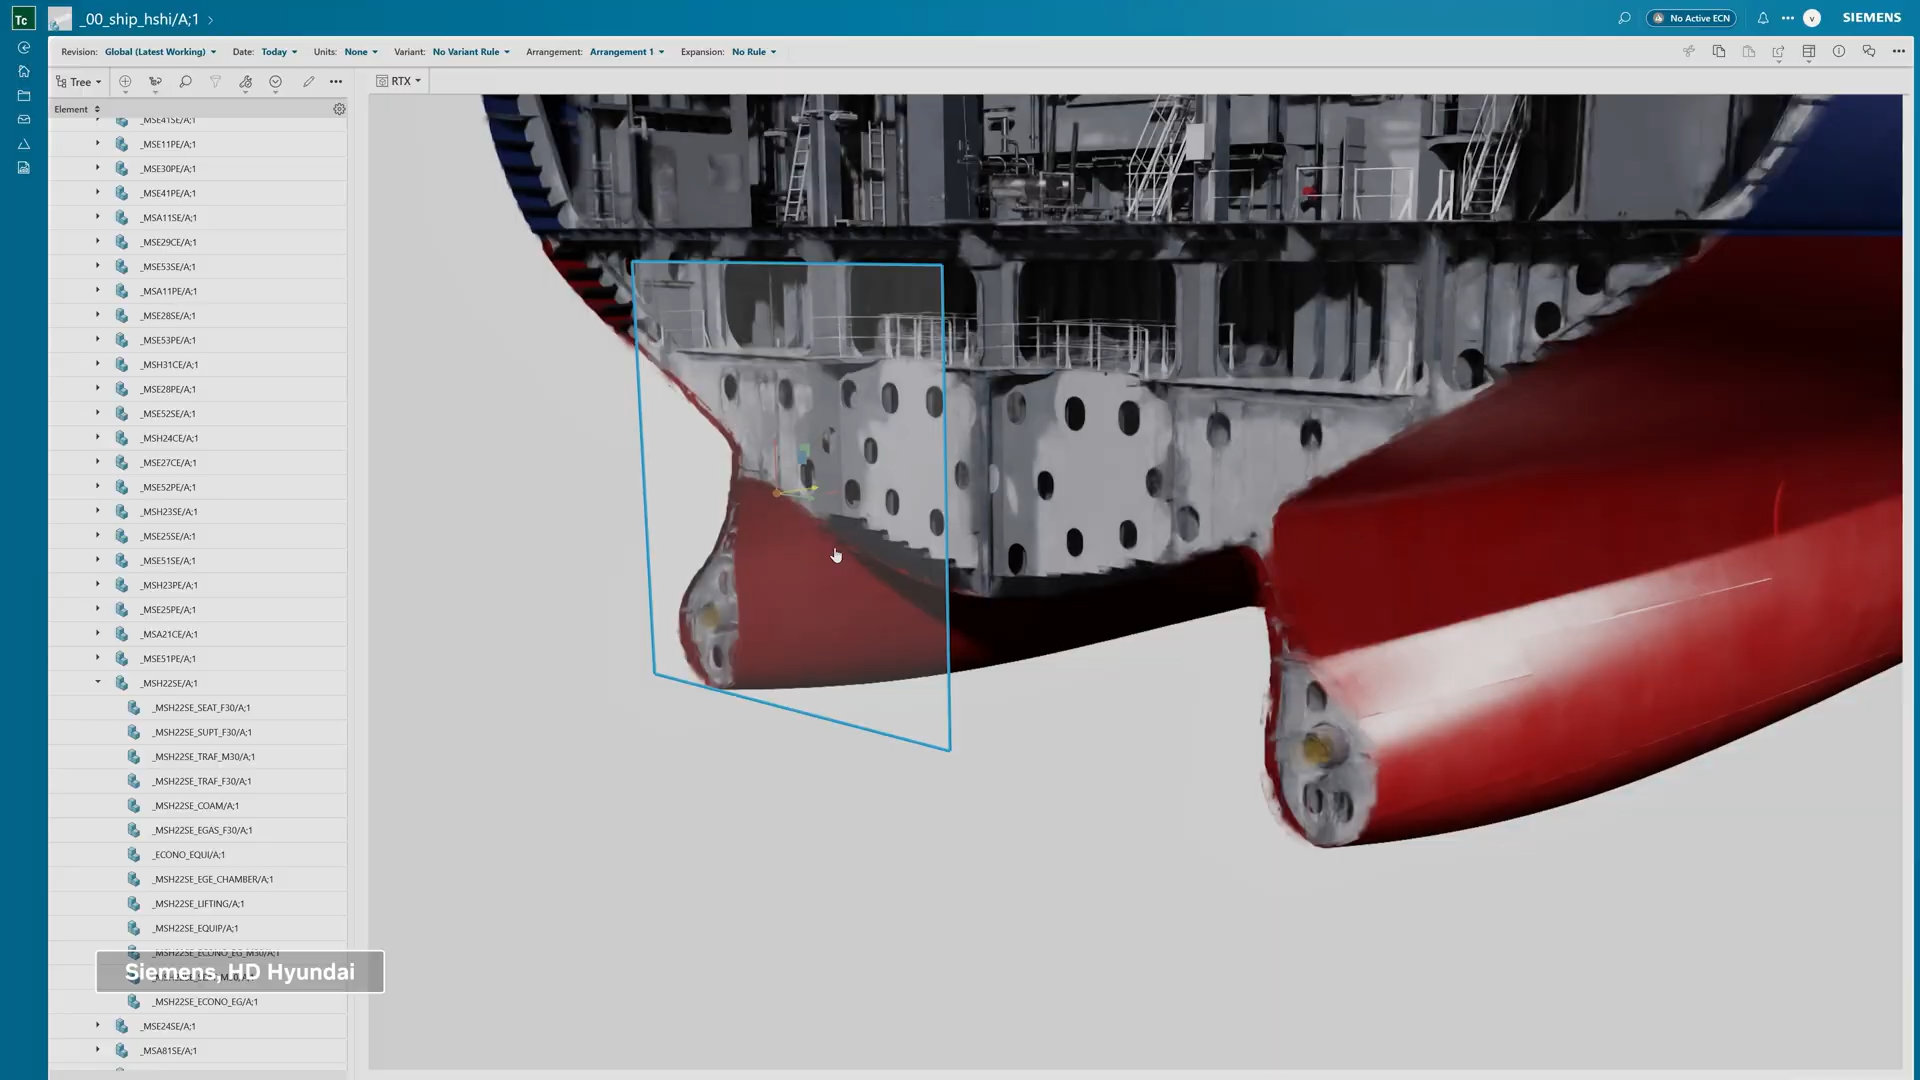 Tc
_00_ship_hshi/A;1
No Active ECN
v
SIEMENS
Revision: Global (Latest Working) Date: Today Units: None Variant: No Variant Rule Arrangement: Arrangement 1 Expansion: No Rule
Tree
RTX
Element
_MSE41SE/A;1
_MSE11PE/A;1
_MSE30PE/A;1
_MSE41PE/A;1
_MSA11SE/A;1
_MSE29CE/A;1
_MSE53SE/A;1
_MSA11PE/A;1
_MSE28SE/A;1
_MSE53PE/A;1
_MSH31CE/A;1
_MSE28PE/A;1
_MSE52SE/A;1
_MSH24CE/A;1
_MSE27CE/A;1
_MSE52PE/A;1
_MSH23SE/A;1
_MSE25SE/A;1
_MSE51SE/A;1
_MSH23PE/A;1
_MSE25PE/A;1
_MSA21CE/A;1
_MSE51PE/A;1
_MSH22SE/A;1
_MSH22SE_SEAT_F30/A;1
_MSH22SE_SUPT_F30/A;1
_MSH22SE_TRAF_M30/A;1
_MSH22SE_TRAF_F30/A;1
_MSH22SE_COAM/A;1
_MSH22SE_EGAS_F30/A;1
_ECONO_EQUI/A;1
_MSH22SE_EGE_CHAMBER/A;1
_MSH22SE_LIFTING/A;1
_MSH22SE_EQUIP/A;1
_MSH22SE_ECONO_EG_M30/A;1
Siemens, HD Hyundai
_MSH22SE_ECONO_EG/A;1
_MSE24SE/A;1
_MSA81SE/A;1